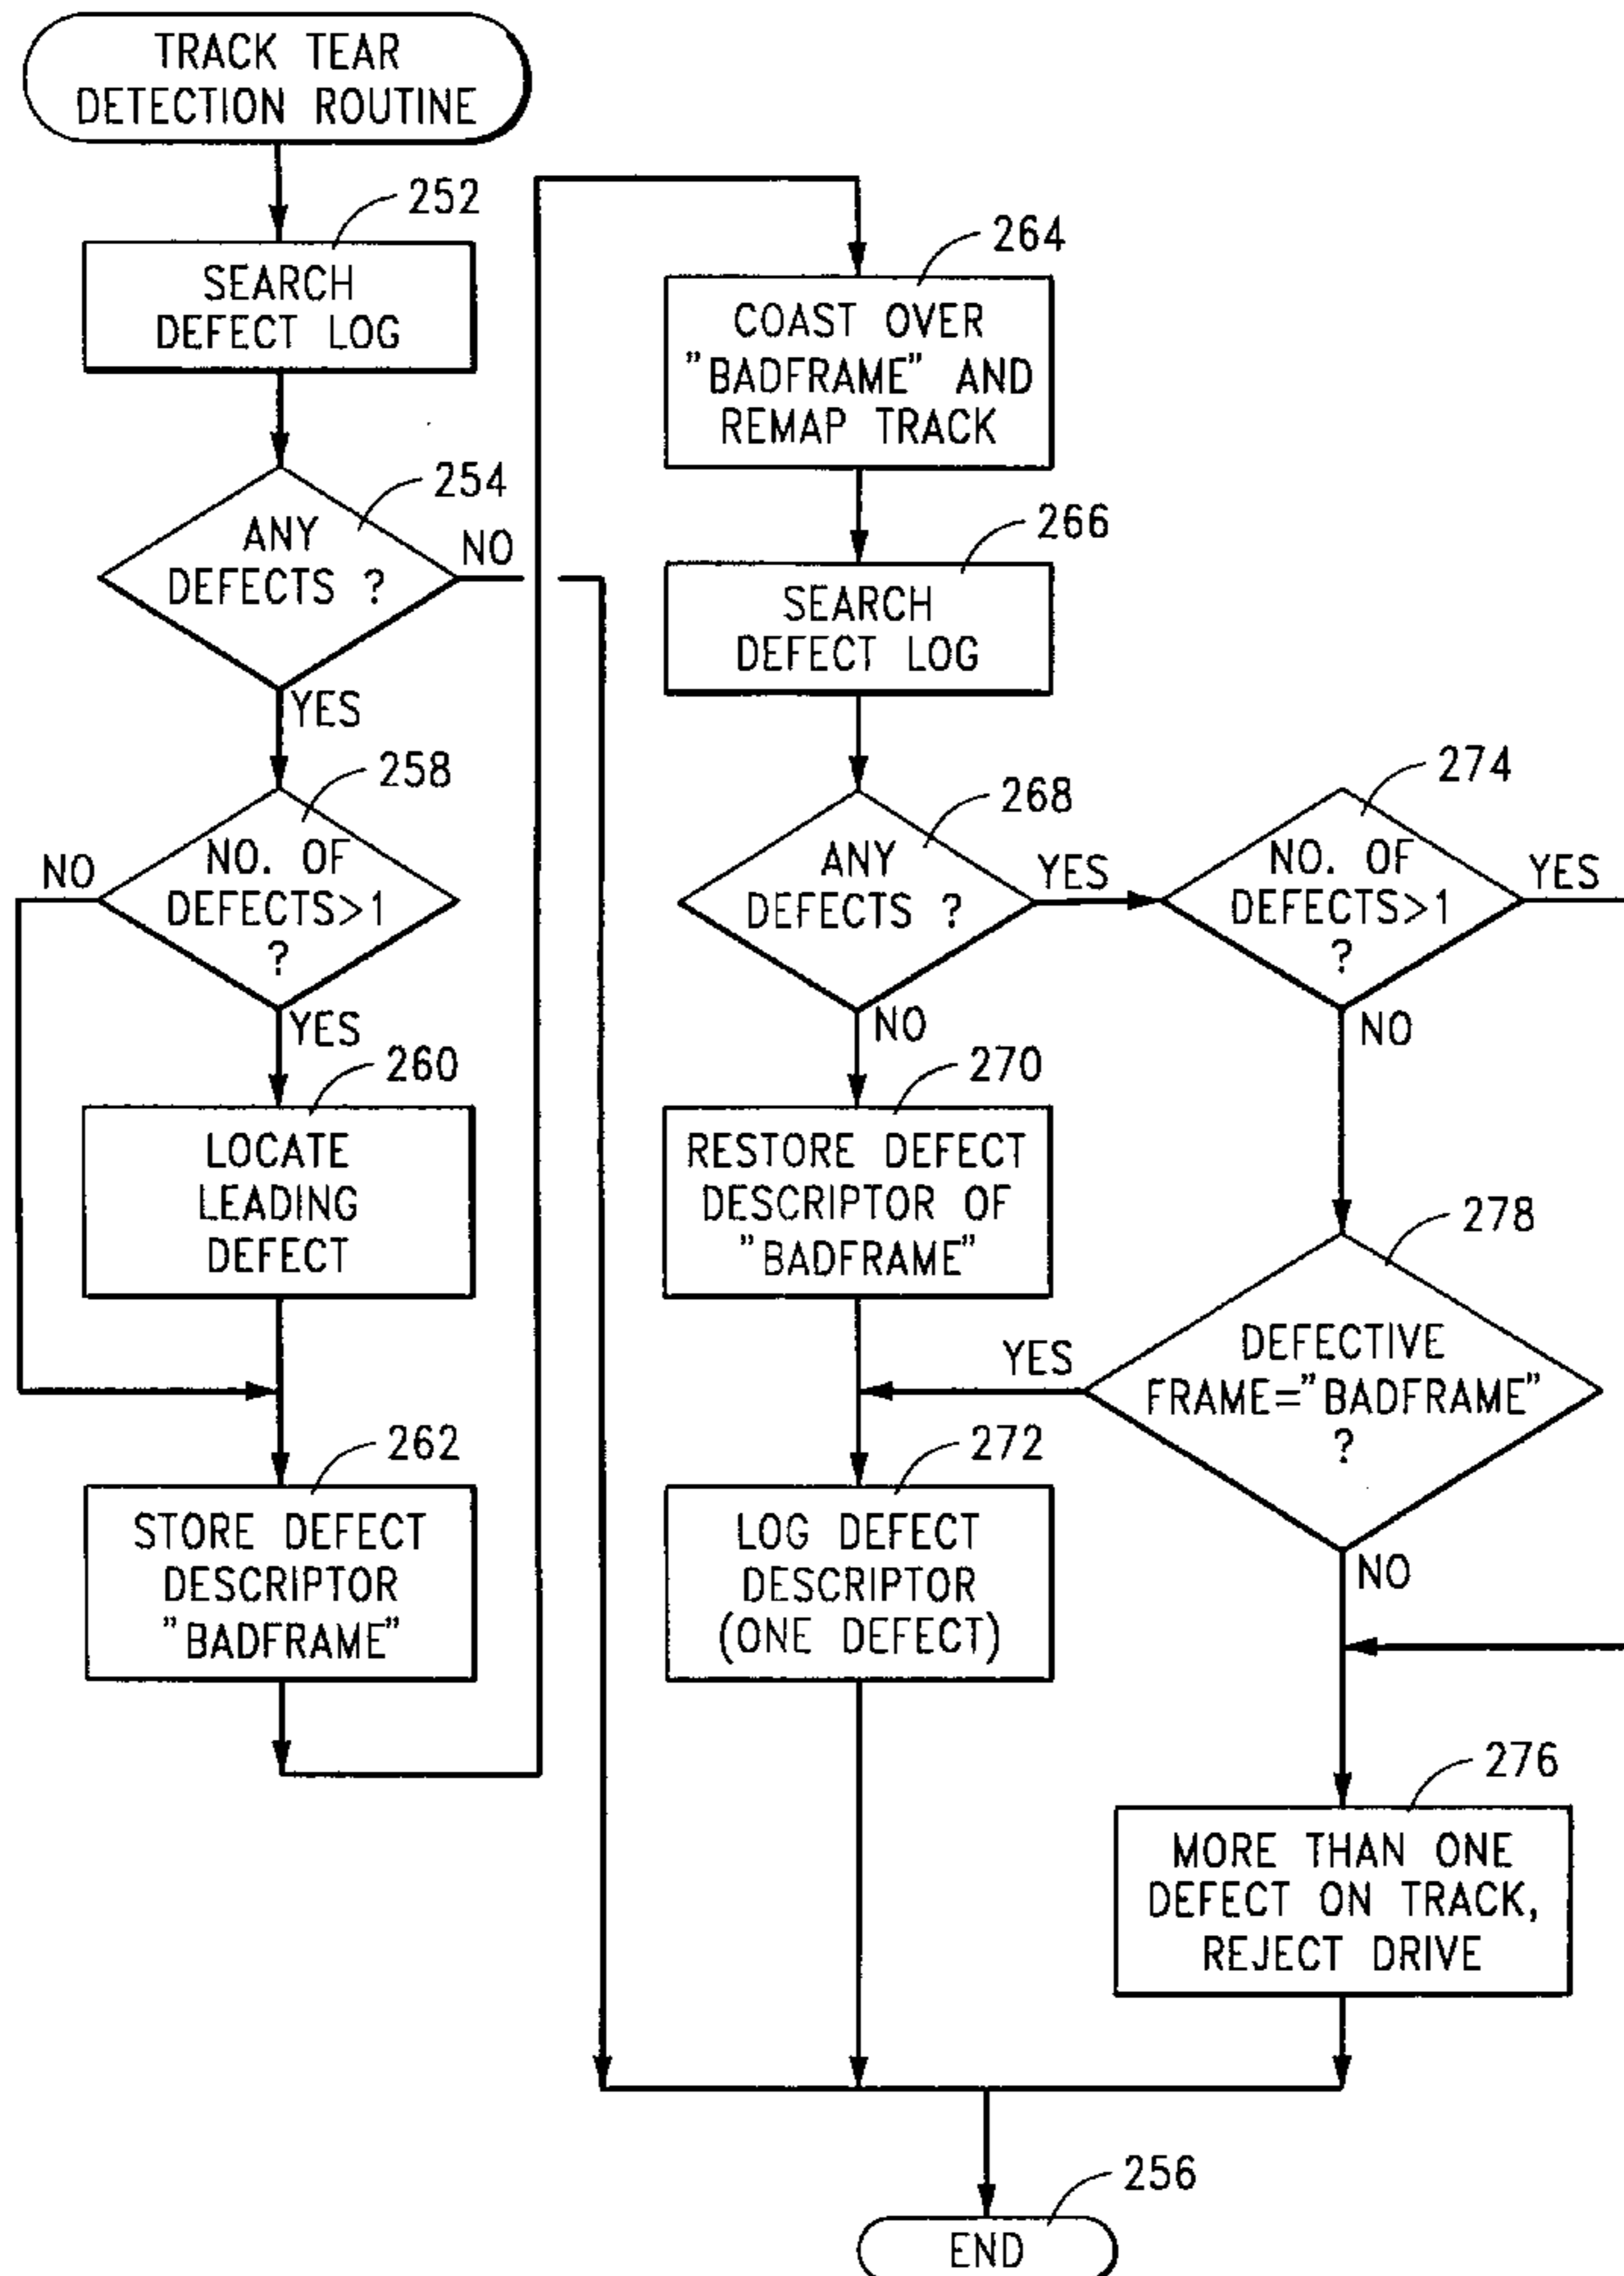 TRACK TEAR
DETECTION ROUTINE
252
SEARCH
DEFECT LOG
254
ANY
DEFECTS ?
NO
YES
258
NO. OF
DEFECTS>1
?
NO
YES
260
LOCATE
LEADING
DEFECT
262
STORE DEFECT
DESCRIPTOR
"BADFRAME"
264
COAST OVER
"BADFRAME" AND
REMAP TRACK
266
SEARCH
DEFECT LOG
268
ANY
DEFECTS ?
YES
NO
270
RESTORE DEFECT
DESCRIPTOR OF
"BADFRAME"
272
LOG DEFECT
DESCRIPTOR
(ONE DEFECT)
274
NO. OF
DEFECTS>1
?
YES
NO
278
DEFECTIVE
FRAME="BADFRAME"
?
YES
NO
276
MORE THAN ONE
DEFECT ON TRACK,
REJECT DRIVE
256
END